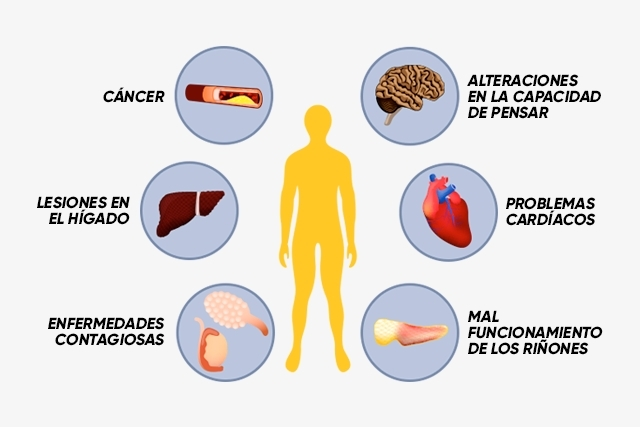 CÁNCER
ALTERACIONES
EN LA CAPACIDAD
DE PENSAR
LESIONES EN
EL HÍGADO
PROBLEMAS
CARDÍACOS
ENFERMEDADES
CONTAGIOSAS
MAL
FUNCIONAMIENTO
DE LOS RIÑONES